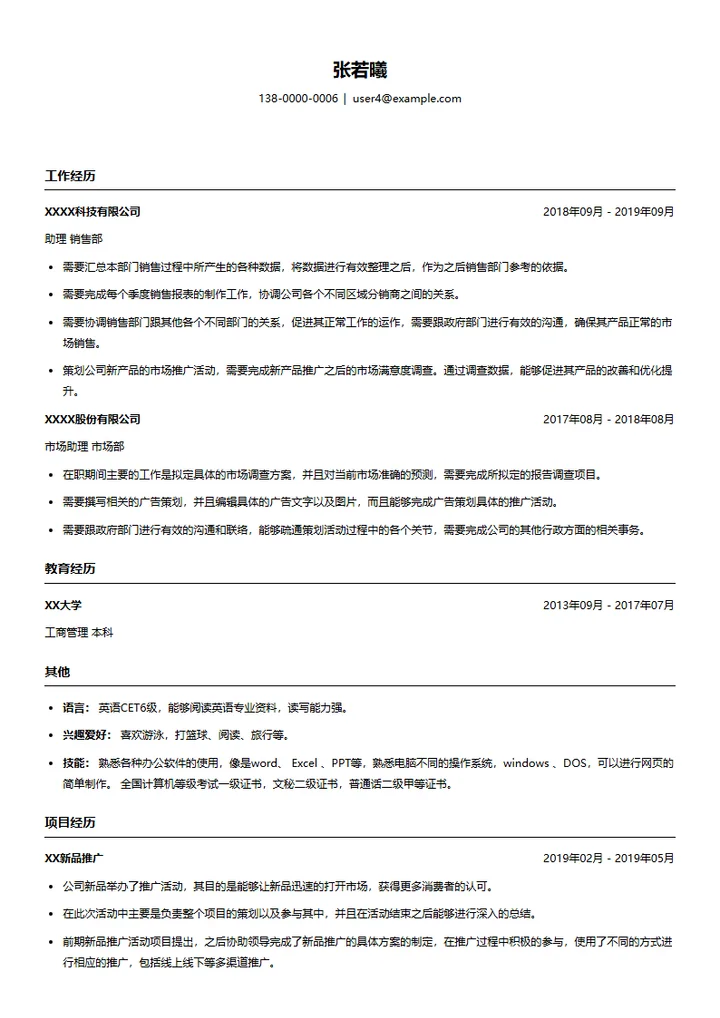 张若曦
138-0000-0006 | user4@example.com
工作经历
XXXX科技有限公司 2018年09月 - 2019年09月
助理 销售部
• 需要汇总本部门销售过程中所产生的各种数据，将数据进行有效整理之后，作为之后销售部门参考的依据。
• 需要完成每个季度销售报表的制作工作，协调公司各个不同区域分销商之间的关系。
• 需要协调销售部门跟其他各个不同部门的关系，促进其正常工作的运作，需要跟政府部门进行有效的沟通，确保其产品正常的市
场销售。
• 策划公司新产品的市场推广活动，需要完成新产品推广之后的市场满意度调查。通过调查数据，能够促进其产品的改善和优化提
升。
XXXX股份有限公司 2017年08月 - 2018年08月
市场助理 市场部
• 在职期间主要的工作是拟定具体的市场调查方案，并且对当前市场准确的预测，需要完成所拟定的报告调查项目。
• 需要撰写相关的广告策划，并且编辑具体的广告文字以及图片，而且能够完成广告策划具体的推广活动。
• 需要跟政府部门进行有效的沟通和联络，能够疏通策划活动过程中的各个关节，需要完成公司的其他行政方面的相关事务。
教育经历
XX大学 2013年09月 - 2017年07月
工商管理 本科
其他
• 语言： 英语CET6级，能够阅读英语专业资料，读写能力强。
• 兴趣爱好： 喜欢游泳，打篮球、阅读、旅行等。
• 技能： 熟悉各种办公软件的使用，像是word、 Excel 、PPT等，熟悉电脑不同的操作系统，windows 、DOS，可以进行网页的
简单制作。 全国计算机等级考试一级证书，文秘二级证书，普通话二级甲等证书。
项目经历
XX新品推广 2019年02月 - 2019年05月
• 公司新品举办了推广活动，其目的是能够让新品迅速的打开市场，获得更多消费者的认可。
• 在此次活动中主要是负责整个项目的策划以及参与其中，并且在活动结束之后能够进行深入的总结。
• 前期新品推广活动项目提出，之后协助领导完成了新品推广的具体方案的制定，在推广过程中积极的参与，使用了不同的方式进
行相应的推广，包括线上线下等多渠道推广。